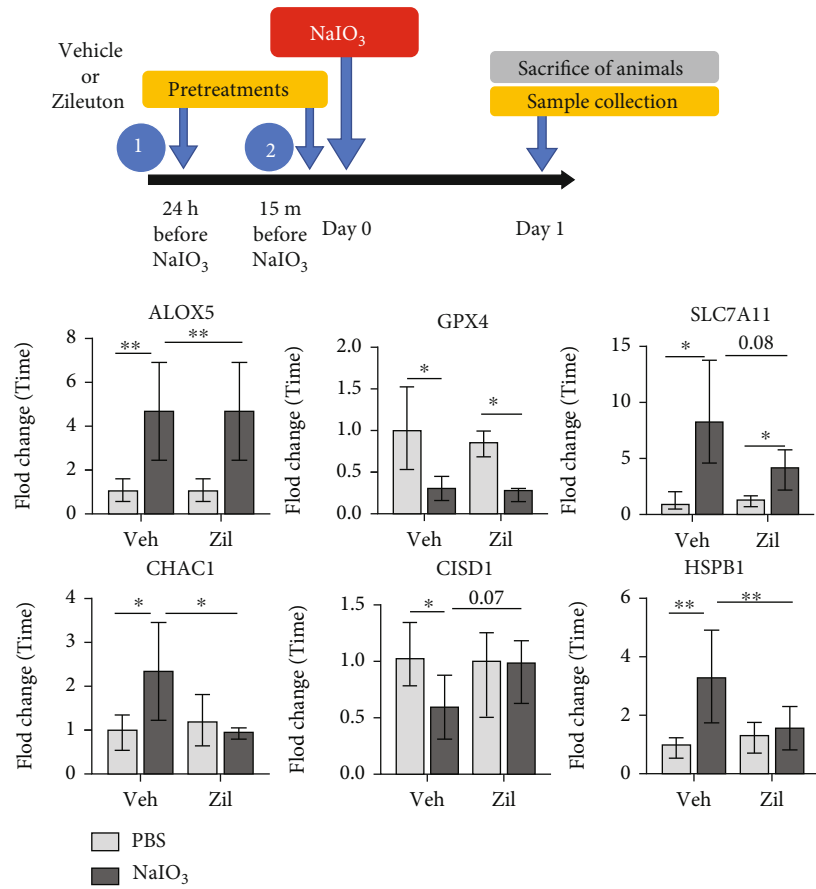 NaIO3
Vehicle
or
Zileuton
Pretreatments
Sacrifice of animals
Sample collection
1
2
24 h
before
NaIO3
15 m
before
NaIO3
Day 0
Day 1
ALOX5
Flod change (Time)
8
6
4
2
0
**
**
Veh
Zil
GPX4
Flod change (Time)
2.0
1.5
1.0
0.5
0.0
*
*
Veh
Zil
SLC7A11
Flod change (Time)
15
10
5
0
*
0.08
*
Veh
Zil
CHAC1
Flod change (Time)
4
3
2
1
0
*
*
Veh
Zil
CISD1
Flod change (Time)
1.5
1.0
0.5
0.0
*
0.07
Veh
Zil
HSPB1
Flod change (Time)
6
4
2
0
**
**
Veh
Zil
PBS
NaIO3